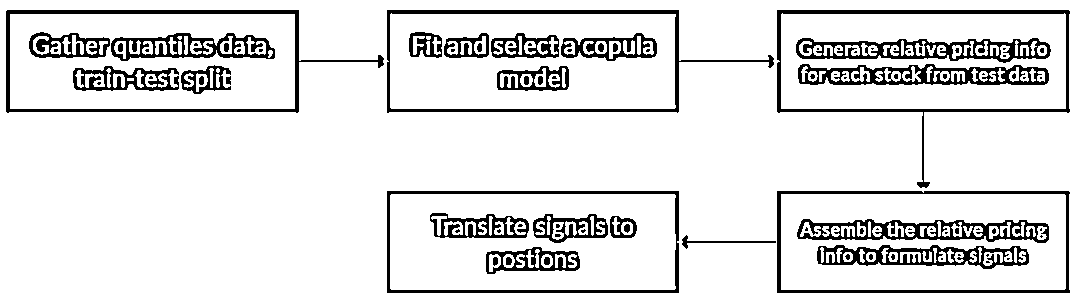 Gather quantiles data,
train-test split
Fit and select a copula
model
Generate relative pricing info
for each stock from test data
Assemble the relative pricing
info to formulate signals
Translate signals to
postions